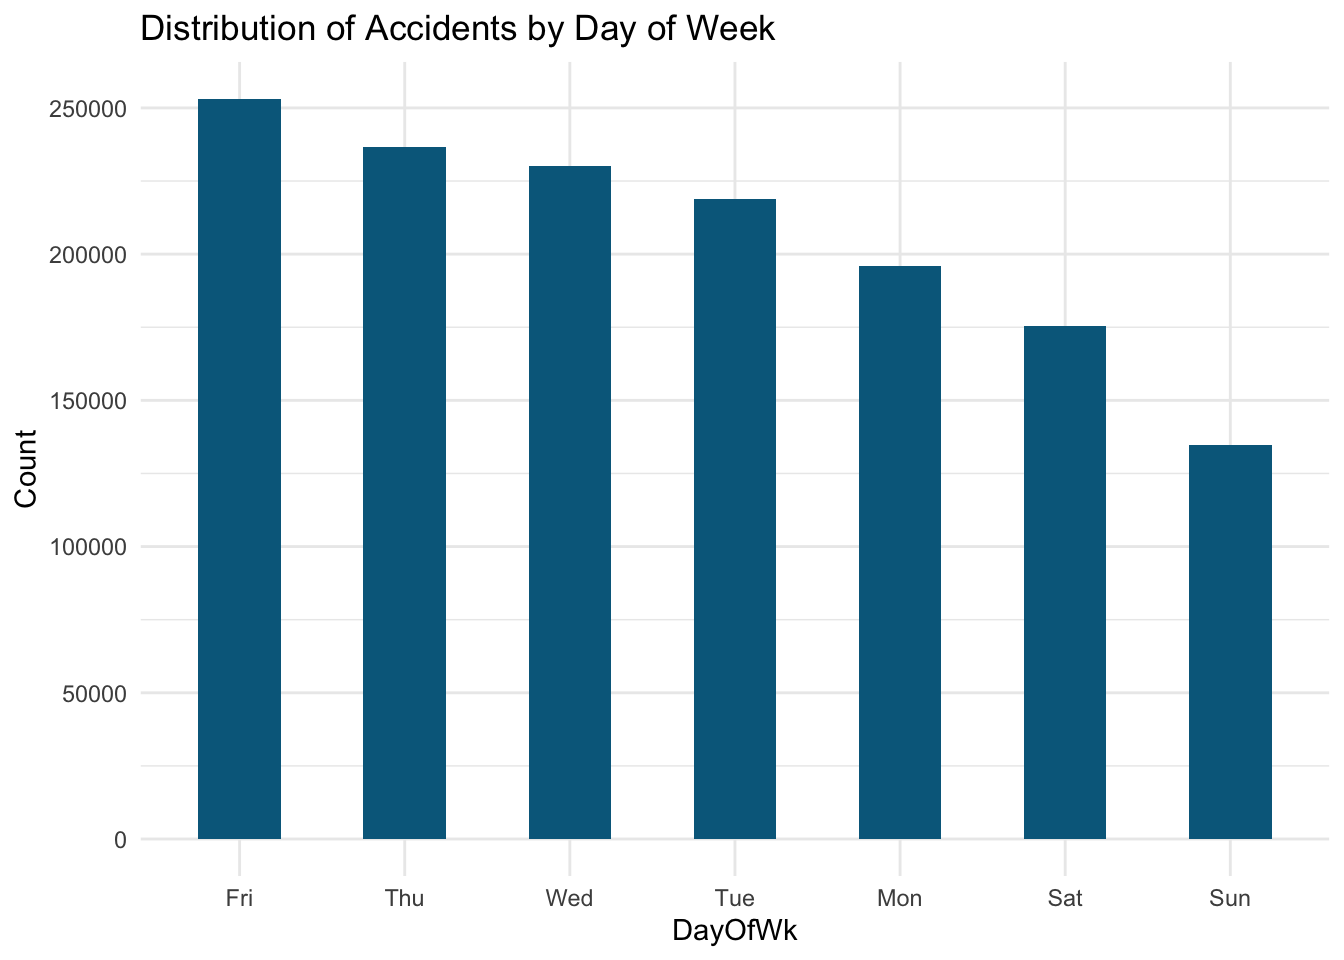 Distribution of Accidents by Day of Week
Count
250000
200000
150000
100000
50000
0
Fri Thu Wed Tue Mon Sat Sun
DayOfWk